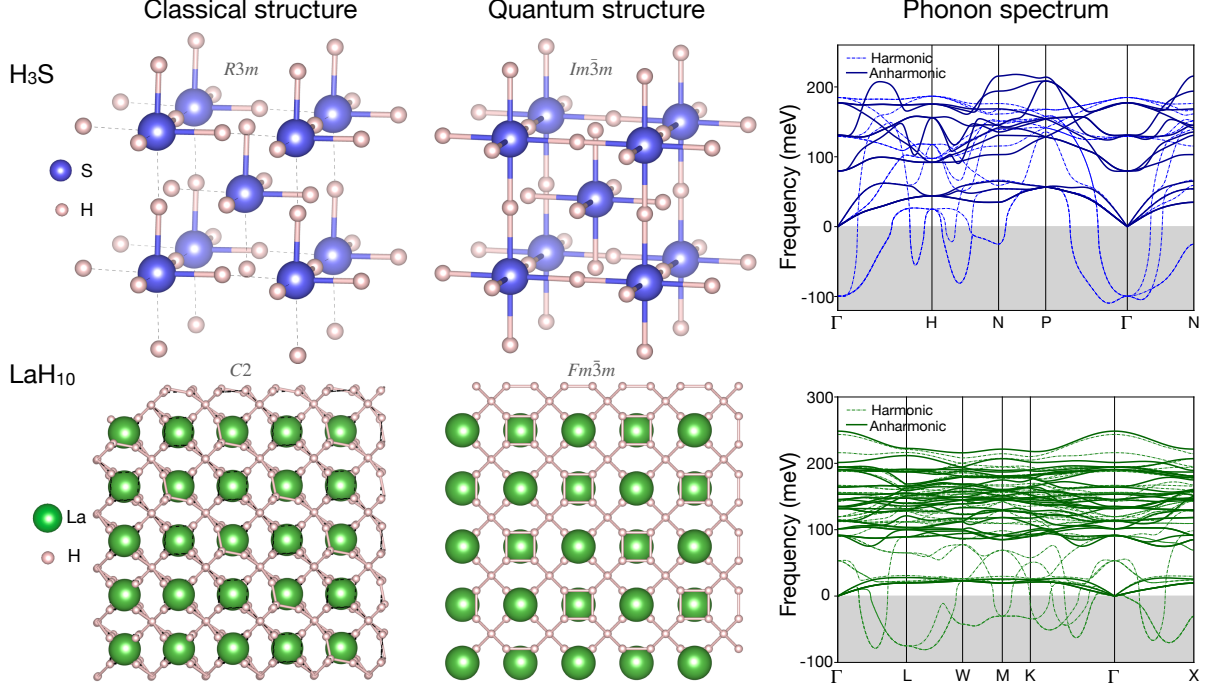 Classical structure
Quantum structure
Phonon spectrum
H₃S
R3m
Im3̄m
S
H
Harmonic
Anharmonic
Frequency (meV)
200
100
0
-100
Γ H N P Γ N
LaH₁₀
C2
Fm3̄m
La
H
Harmonic
Anharmonic
Frequency (meV)
300
200
100
0
-100
Γ L W M K Γ X